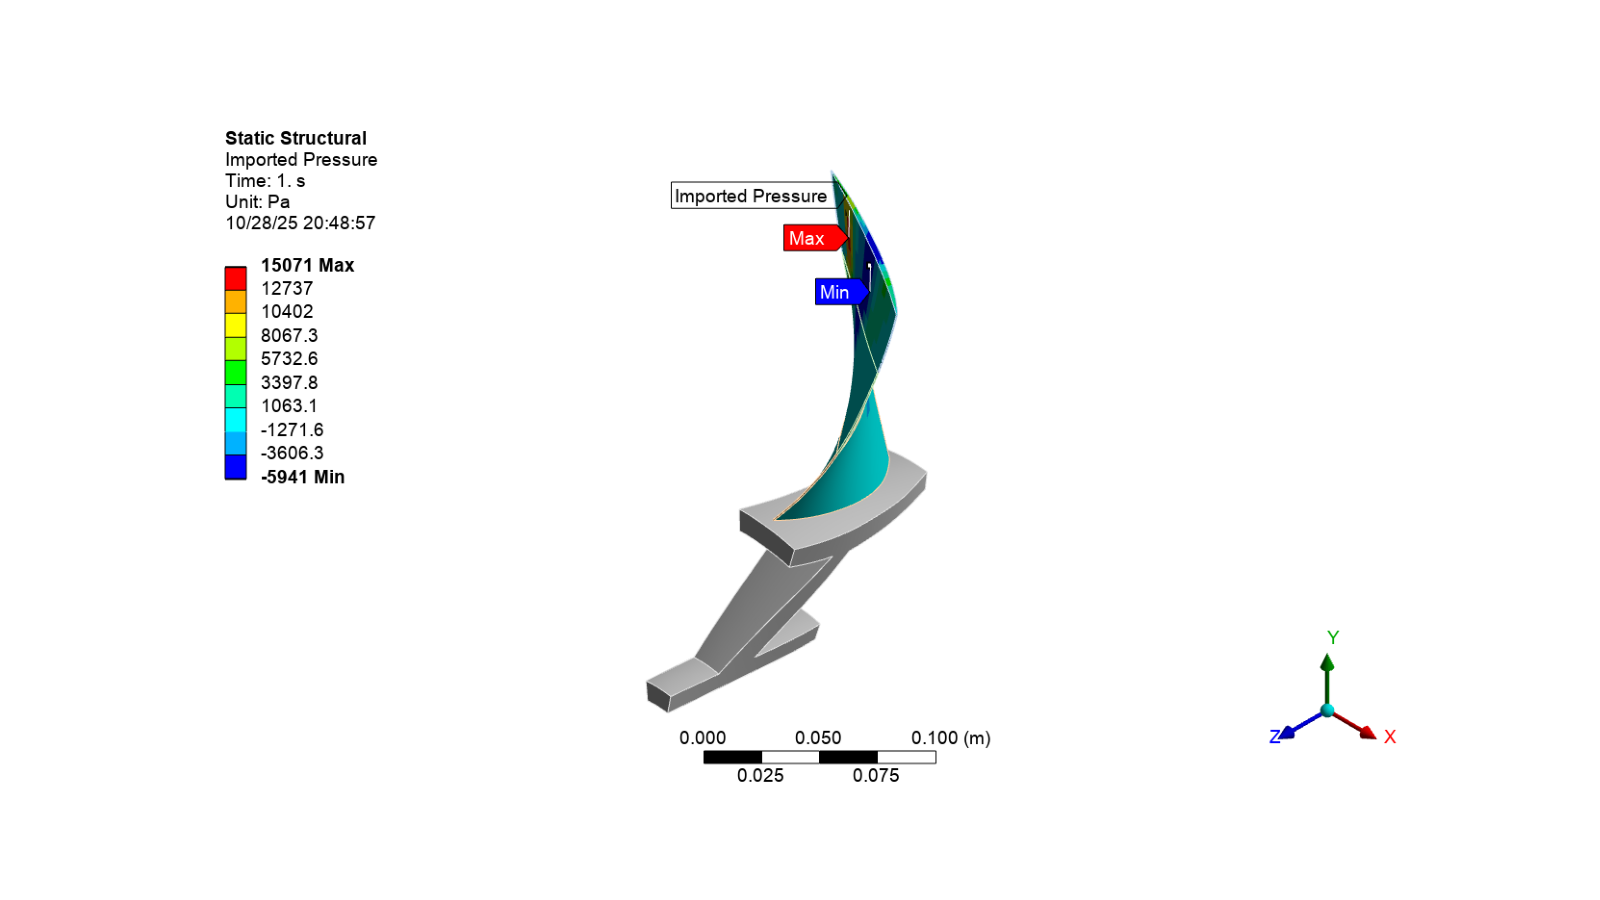 Static Structural
Imported Pressure
Time: 1. s
Unit: Pa
10/28/25 20:48:57
15071 Max
12737
10402
8067.3
5732.6
3397.8
1063.1
-1271.6
-3606.3
-5941 Min
Imported Pressure
Max
Min
0.000 0.050 0.100 (m)
0.025 0.075
Y
Z X